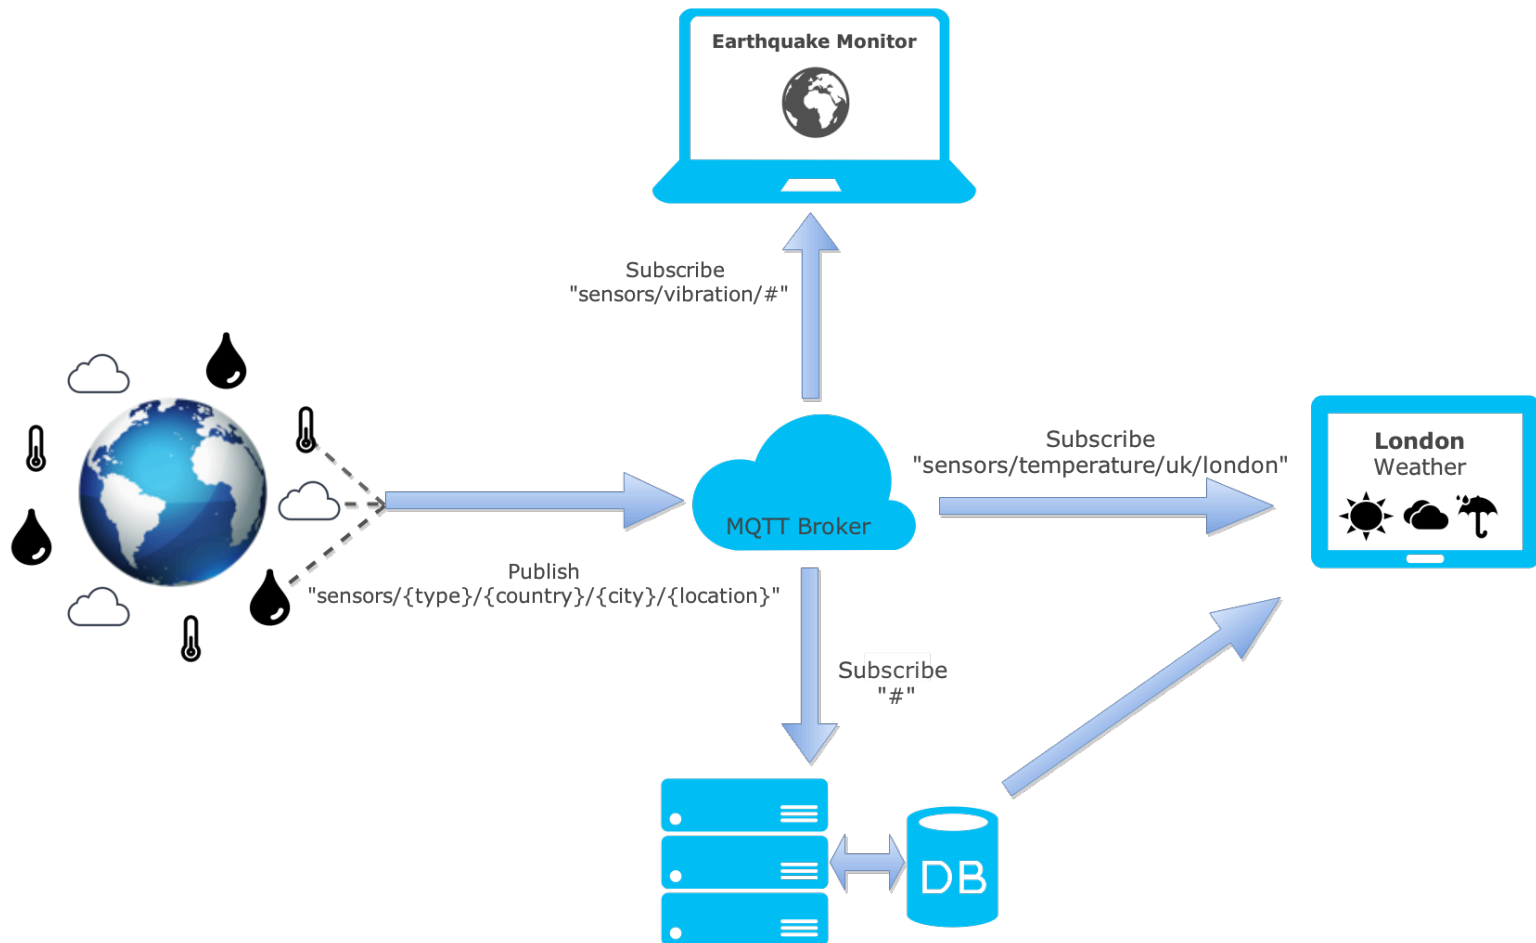 Earthquake Monitor
Subscribe
"sensors/vibration/#"
Subscribe
"sensors/temperature/uk/london"
London
Weather
MQTT Broker
Publish
"sensors/{type}/{country}/{city}/{location}"
Subscribe
"#"
DB